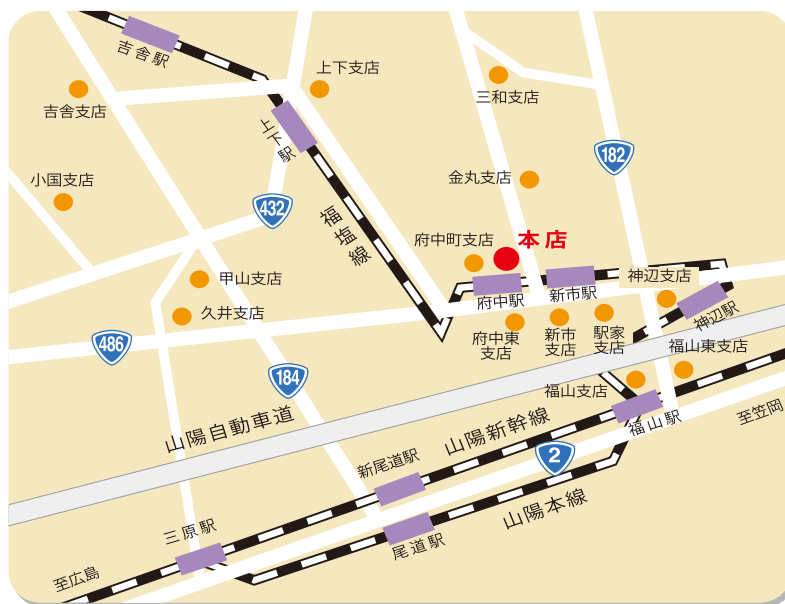 吉舎駅
上下支店
吉舎支店
三和支店
上下駅
182
小国支店
金丸支店
432
福塩線
府中町支店
本店
甲山支店
神辺支店
府中駅
新市駅
神辺駅
久井支店
府中東
支店
新市
支店
駅家
支店
486
福山東支店
184
福山支店
山陽自動車道
山陽新幹線
福山駅
至笠岡
新尾道駅
2
山陽本線
三原駅
尾道駅
至広島